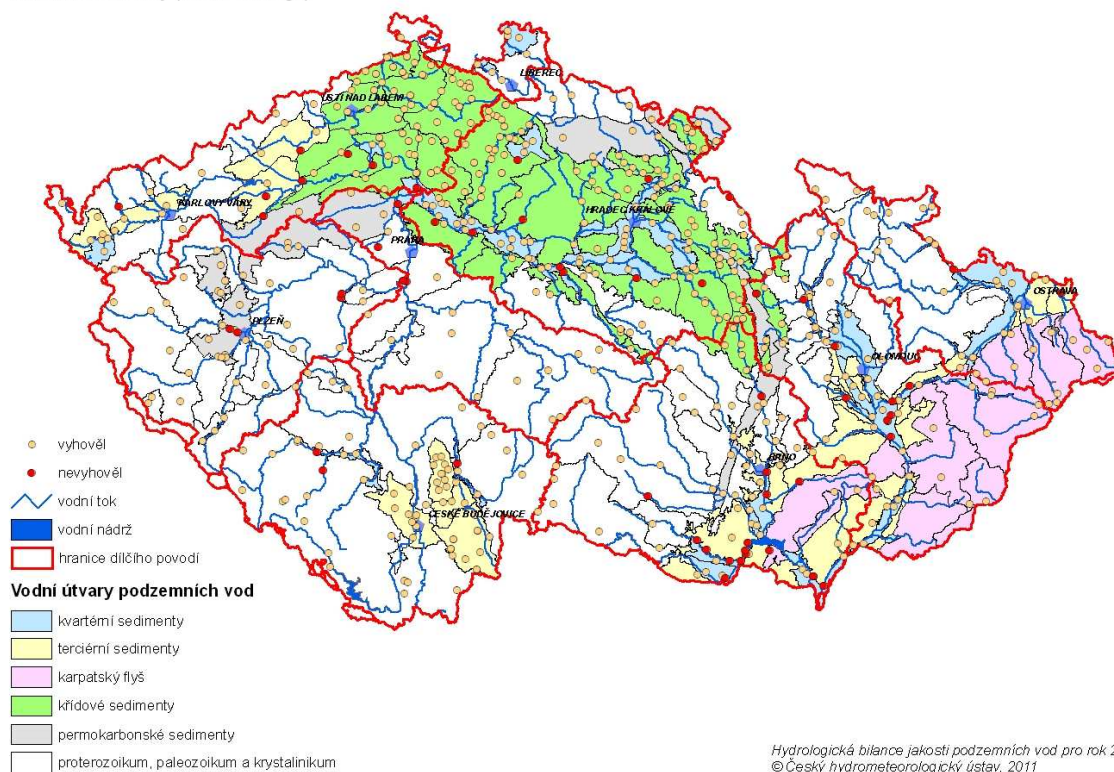 LIBEREC
ÚSTÍ NAD LABEM
KARLOVY VARY
HRADEC KRÁLOVÉ
PRAHA
OSTRAVA
PLZEŇ
OLOMOUC
BRNO
ČESKÉ BUDĚJOVICE
vyhověl
nevyhověl
vodní tok
vodní nádrž
hranice dílčího povodí
Vodní útvary podzemních vod
kvartérní sedimenty
terciérní sedimenty
karpatský flyš
křídové sedimenty
permokarbonské sedimenty
proterozoikum, paleozoikum a krystalinikum
Hydrologická bilance jakosti podzemních vod pro rok 2
© Český hydrometeorologický ústav, 2011